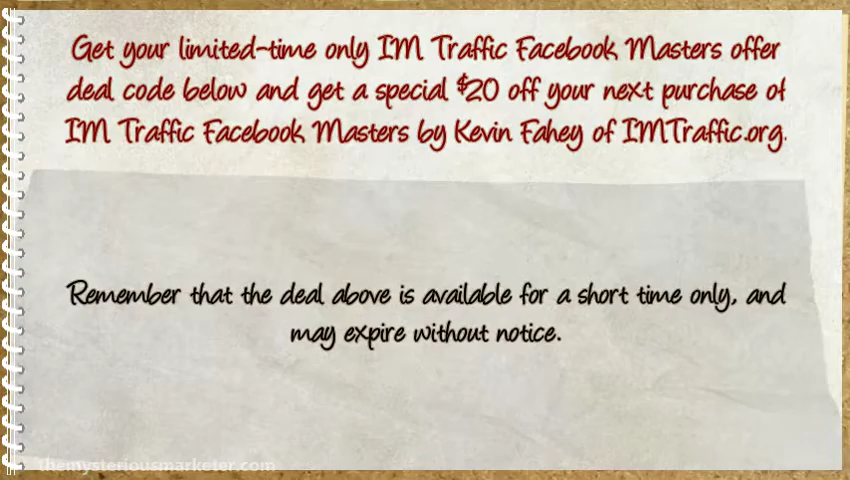 Get your limited-time only IM Traffic Facebook Masters offer
deal code below and get a special $20 off your next purchase of
IM Traffic Facebook Masters by Kevin Fahey of IMTraffic.org.
Remember that the deal above is available for a short time only, and
may expire without notice.
themysteriousmarketer.com